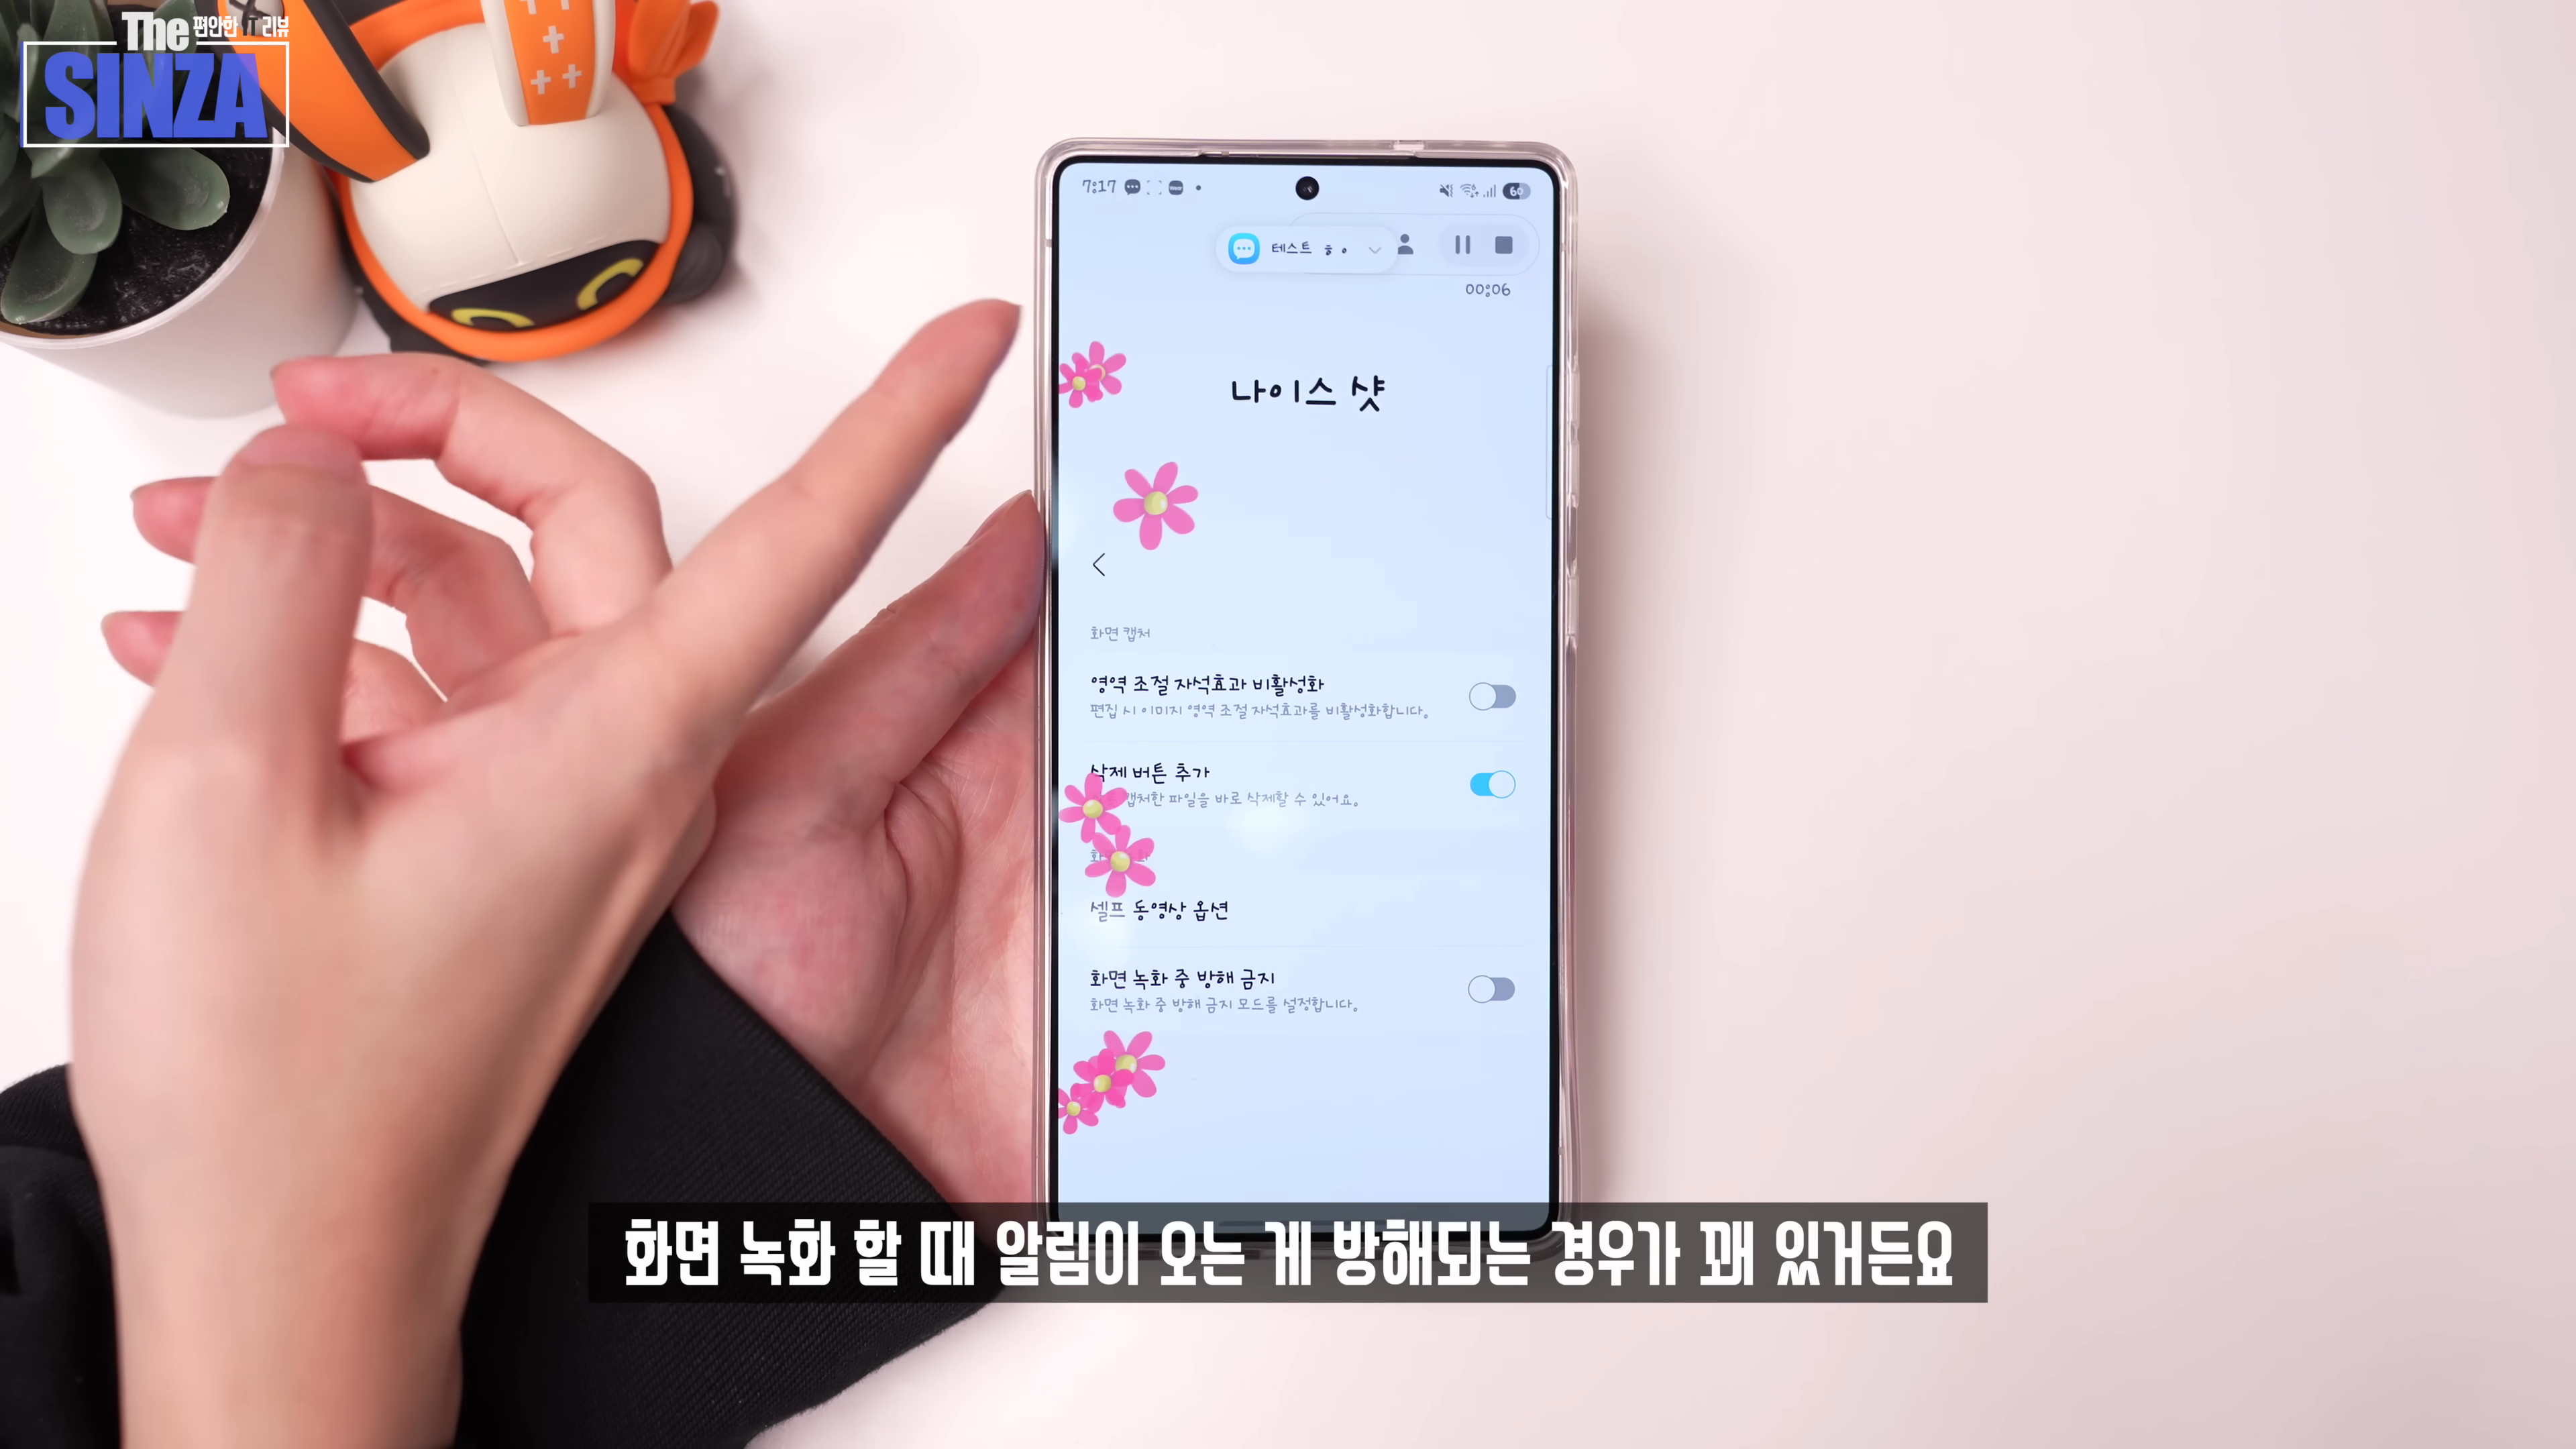 The 편안한 IT 리뷰
SINZA
7:17
60
테스트 ㅎㅇ
00:06
나이스 샷
화면 캡처
영역 조절 자석효과 비활성화
편집 시 이미지 영역 조절 자석효과를 비활성화합니다.
삭제 버튼 추가
캡처한 파일을 바로 삭제할 수 있어요.
셀프 동영상 옵션
화면 녹화 중 방해 금지
화면 녹화 중 방해 금지 모드를 설정합니다.
화면 녹화 할 때 알림이 오는 게 방해되는 경우가 꽤 있거든요